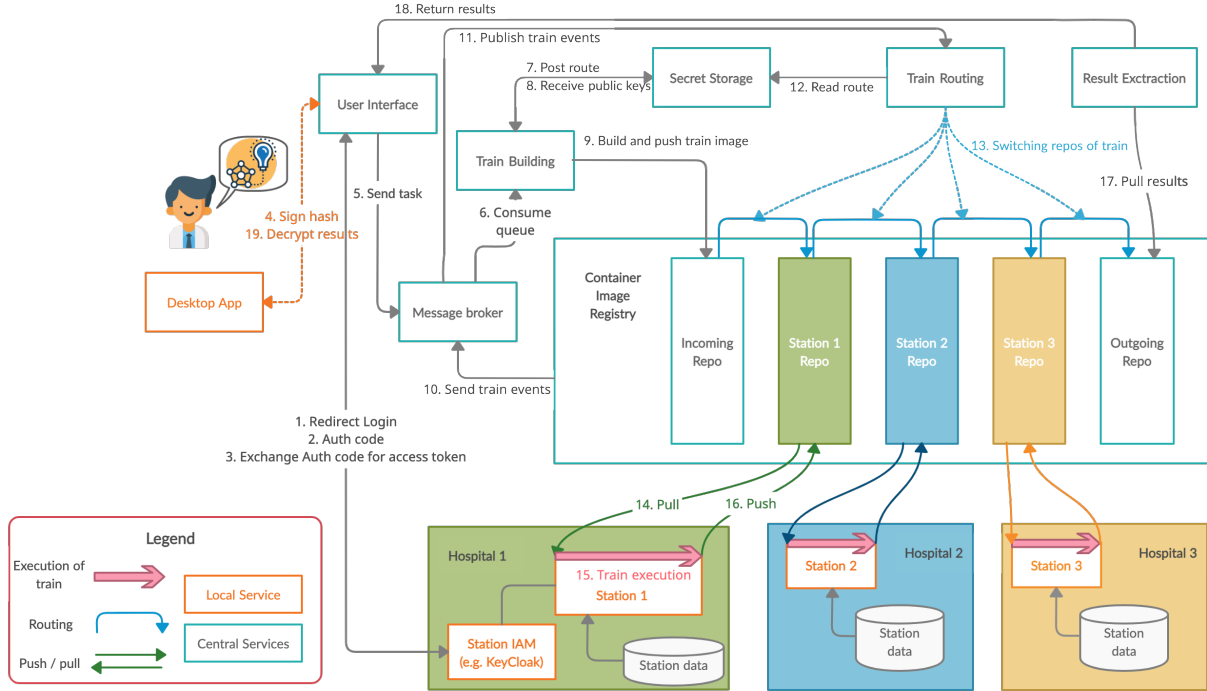 18. Return results
11. Publish train events
7. Post route
8. Receive public keys
Secret Storage
12. Read route
Train Routing
Result Exctraction
User Interface
9. Build and push train image
13. Switching repos of train
Train Building
17. Pull results
5. Send task
6. Consume
queue
4. Sign hash
19. Decrypt results
Desktop App
Message broker
Container
Image
Registry
Incoming
Repo
Station 1
Repo
Station 2
Repo
Station 3
Repo
Outgoing
Repo
10. Send train events
1. Redirect Login
2. Auth code
3. Exchange Auth code for access token
14. Pull
16. Push
Legend
Execution of
train
Local Service
Routing
Central Services
Push / pull
Hospital 1
15. Train execution
Station 1
Station IAM
(e.g. KeyCloak)
Station data
Hospital 2
Station 2
Station
data
Hospital 3
Station 3
Station
data